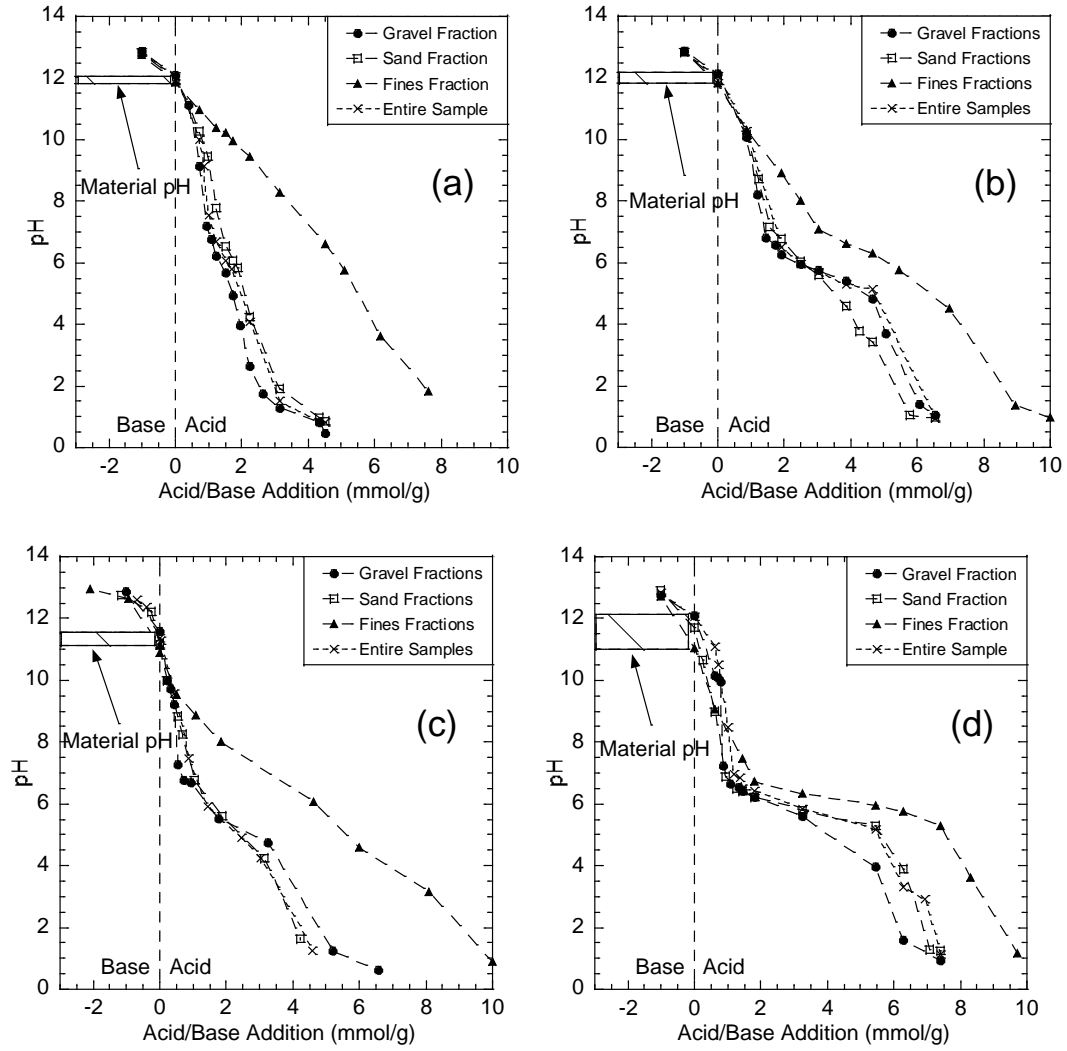 14
12
10
8
6
4
2
0
pH
Gravel Fraction
Sand Fraction
Fines Fraction
Entire Sample
Material pH
(a)
Base
Acid
-2 0 2 4 6 8 10
Acid/Base Addition (mmol/g)
14
12
10
8
6
4
2
0
pH
Gravel Fractions
Sand Fractions
Fines Fractions
Entire Samples
Material pH
(b)
Base
Acid
-2 0 2 4 6 8 10
Acid/Base Addition (mmol/g)
14
12
10
8
6
4
2
0
pH
Gravel Fractions
Sand Fractions
Fines Fractions
Entire Samples
Material pH
(c)
Base
Acid
-2 0 2 4 6 8 10
Acid/Base Addition (mmol/g)
14
12
10
8
6
4
2
0
pH
Gravel Fractions
Sand Fractions
Fines Fraction
Entire Samples
Material pH
(d)
Base
Acid
-2 0 2 4 6 8 10
Acid/Base Addition (mmol/g)